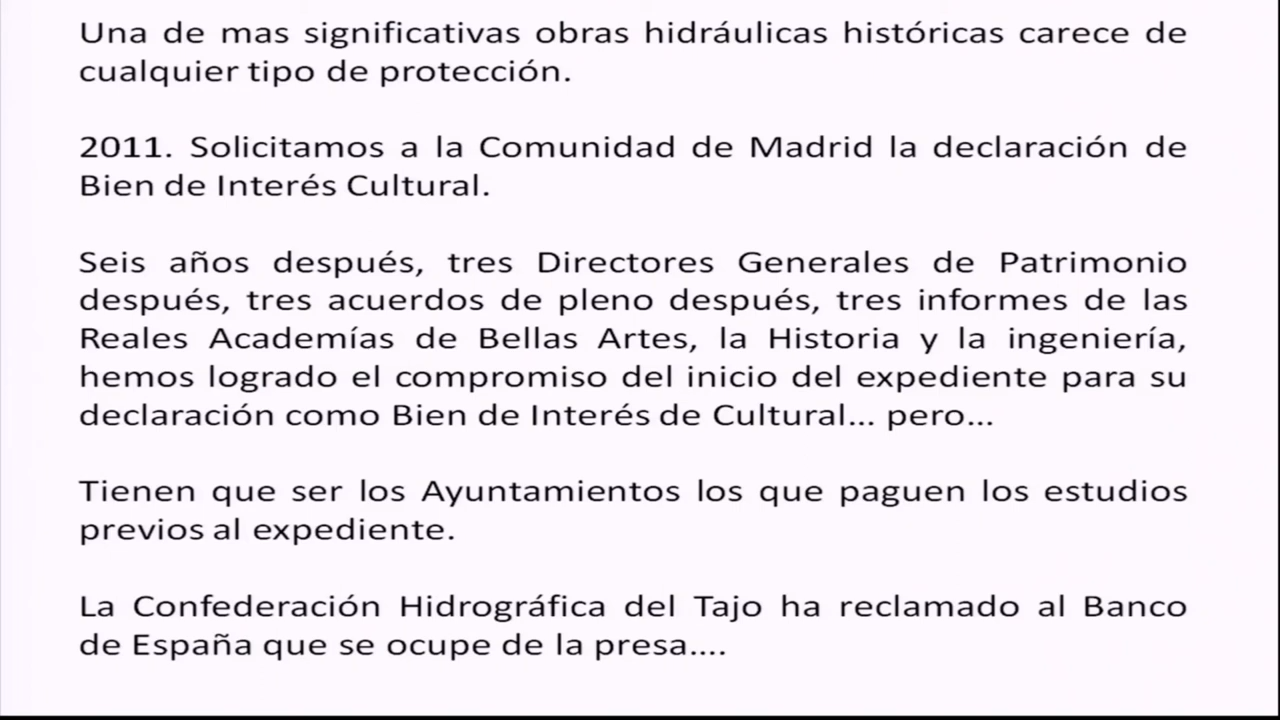 Una de mas significativas obras hidráulicas históricas carece de
cualquier tipo de protección.
2011. Solicitamos a la Comunidad de Madrid la declaración de
Bien de Interés Cultural.
Seis años después, tres Directores Generales de Patrimonio
después, tres acuerdos de pleno después, tres informes de las
Reales Academías de Bellas Artes, la Historia y la ingeniería,
hemos logrado el compromiso del inicio del expediente para su
declaración como Bien de Interés de Cultural... pero...
Tienen que ser los Ayuntamientos los que paguen los estudios
previos al expediente.
La Confederación Hidrográfica del Tajo ha reclamado al Banco
de España que se ocupe de la presa....